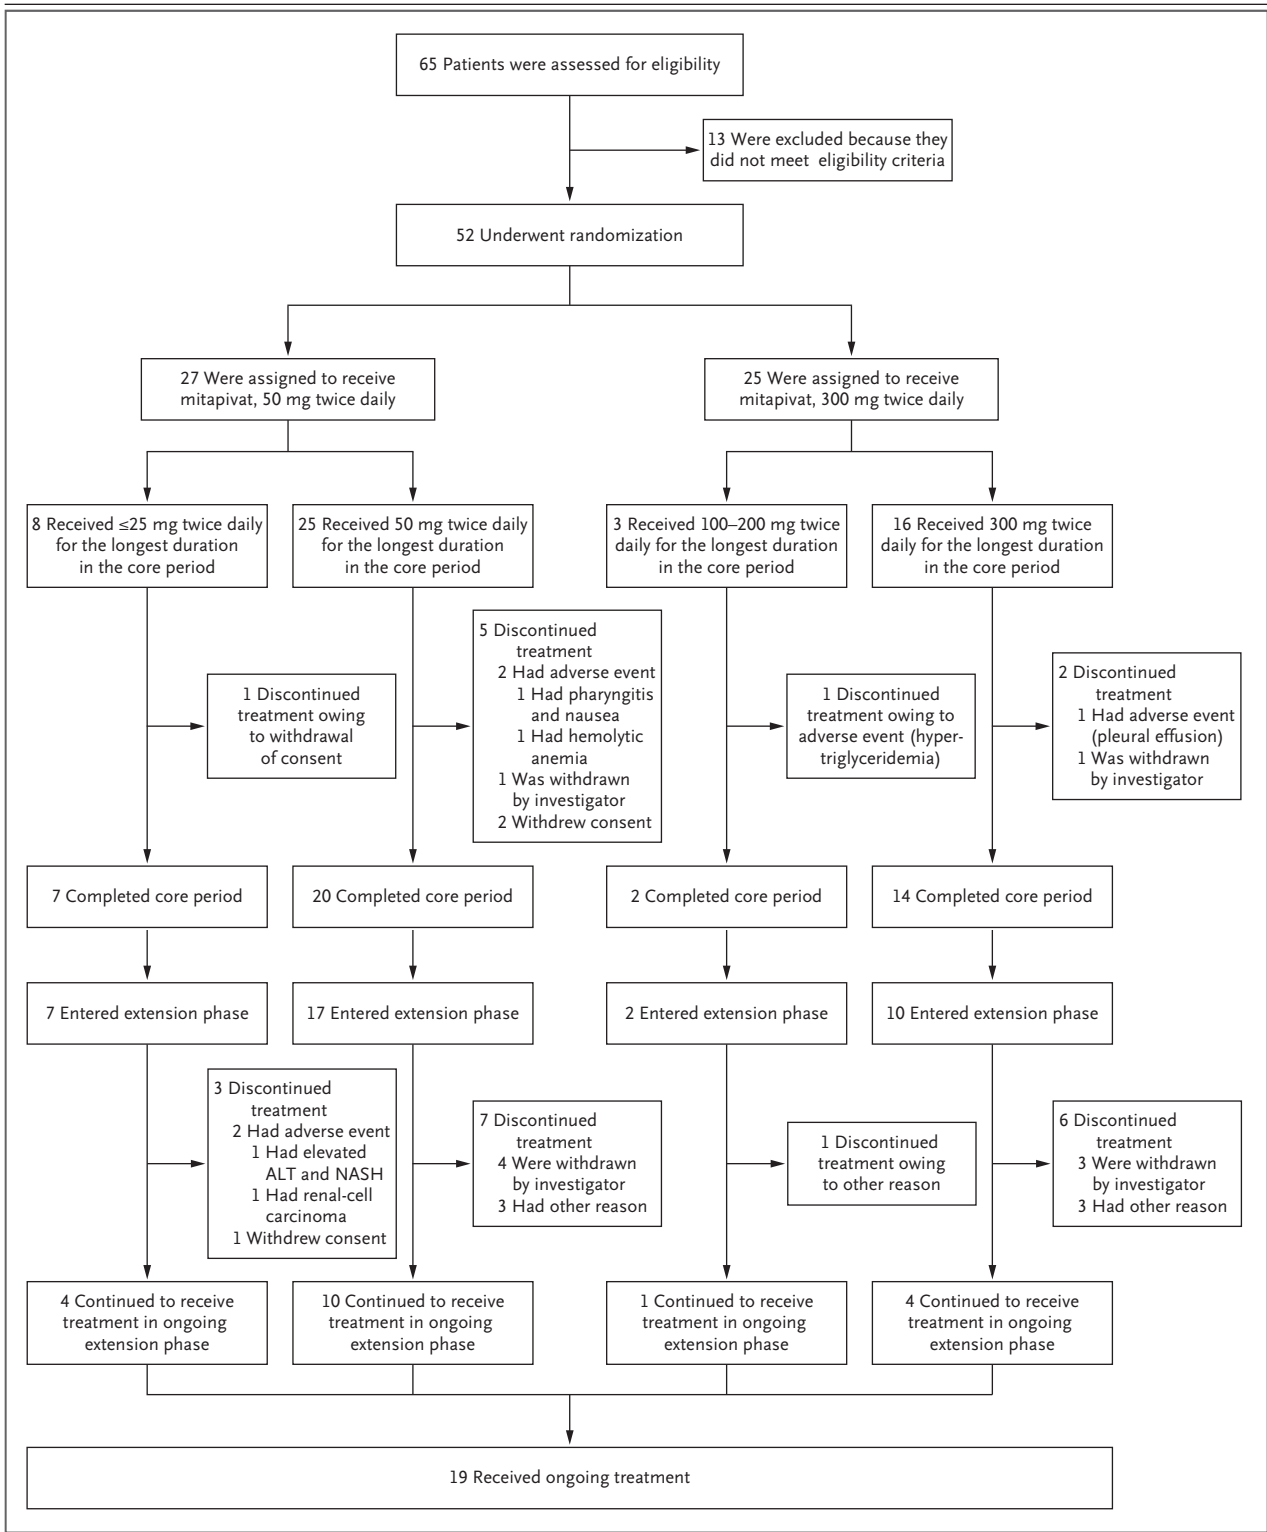 65 Patients were assessed for eligibility
13 Were excluded because they
did not meet eligibility criteria
52 Underwent randomization
27 Were assigned to receive
mitapivat, 50 mg twice daily
25 Were assigned to receive
mitapivat, 300 mg twice daily
8 Received ≤25 mg twice daily
for the longest duration
in the core period
25 Received 50 mg twice daily
for the longest duration
in the core period
3 Received 100–200 mg twice
daily for the longest duration
in the core period
16 Received 300 mg twice
daily for the longest duration
in the core period
1 Discontinued
treatment owing
to withdrawal
of consent
5 Discontinued
treatment
2 Had adverse event
1 Had pharyngitis
and nausea
1 Had hemolytic
anemia
1 Was withdrawn
by investigator
2 Withdrew consent
1 Discontinued
treatment owing to
adverse event (hyper-
triglyceridemia)
2 Discontinued
treatment
1 Had adverse event
(pleural effusion)
1 Was withdrawn
by investigator
7 Completed core period
20 Completed core period
2 Completed core period
14 Completed core period
7 Entered extension phase
17 Entered extension phase
2 Entered extension phase
10 Entered extension phase
3 Discontinued
treatment
2 Had adverse event
1 Had elevated
ALT and NASH
1 Had renal-cell
carcinoma
1 Withdrew consent
7 Discontinued
treatment
4 Were withdrawn
by investigator
3 Had other reason
1 Discontinued
treatment owing
to other reason
6 Discontinued
treatment
3 Were withdrawn
by investigator
3 Had other reason
4 Continued to receive
treatment in ongoing
extension phase
10 Continued to receive
treatment in ongoing
extension phase
1 Continued to receive
treatment in ongoing
extension phase
4 Continued to receive
treatment in ongoing
extension phase
19 Received ongoing treatment